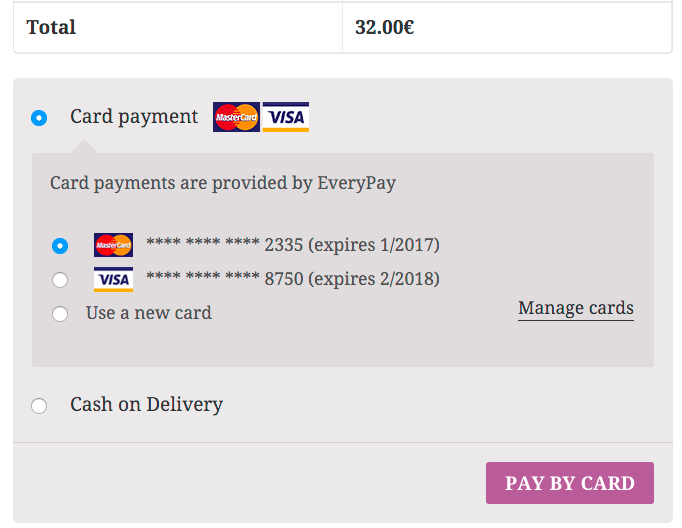 Total 32.00€
Card payment MasterCard VISA
Card payments are provided by EveryPay
MasterCard **** **** **** 2335 (expires 1/2017)
VISA **** **** **** 8750 (expires 2/2018)
Use a new card
Manage cards
Cash on Delivery
PAY BY CARD